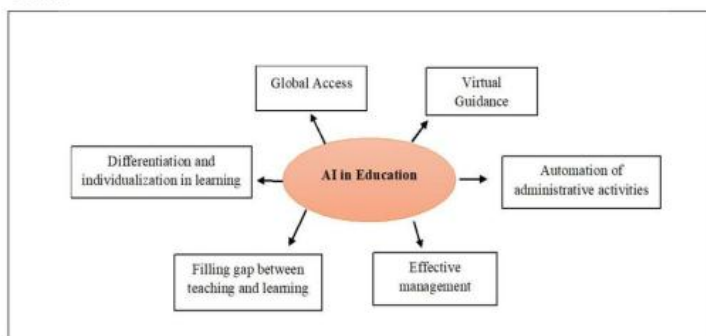 Global Access
Virtual
Guidance
Differentiation and
individualization in learning
AI in Education
Automation of
administrative activities
Filling gap between
teaching and learning
Effective
management